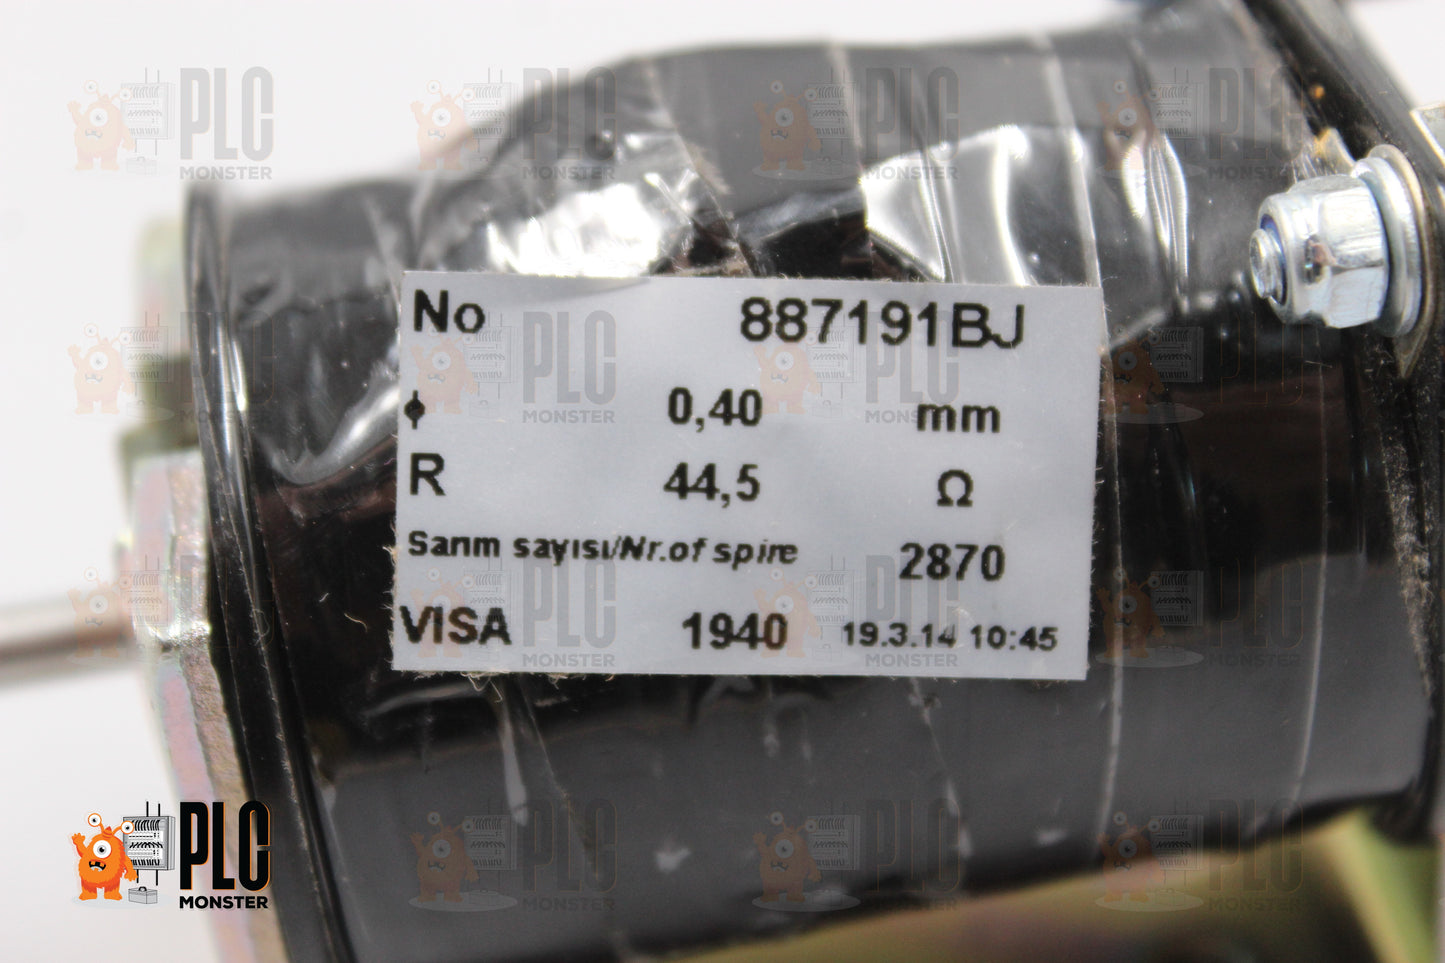 No 887191BJ
ɸ 0,40 mm
R 44,5 Ω
Sarım sayısı/Nr.of spire 2870
VISA 1940 19.3.14 10:45
PLC
MONSTER